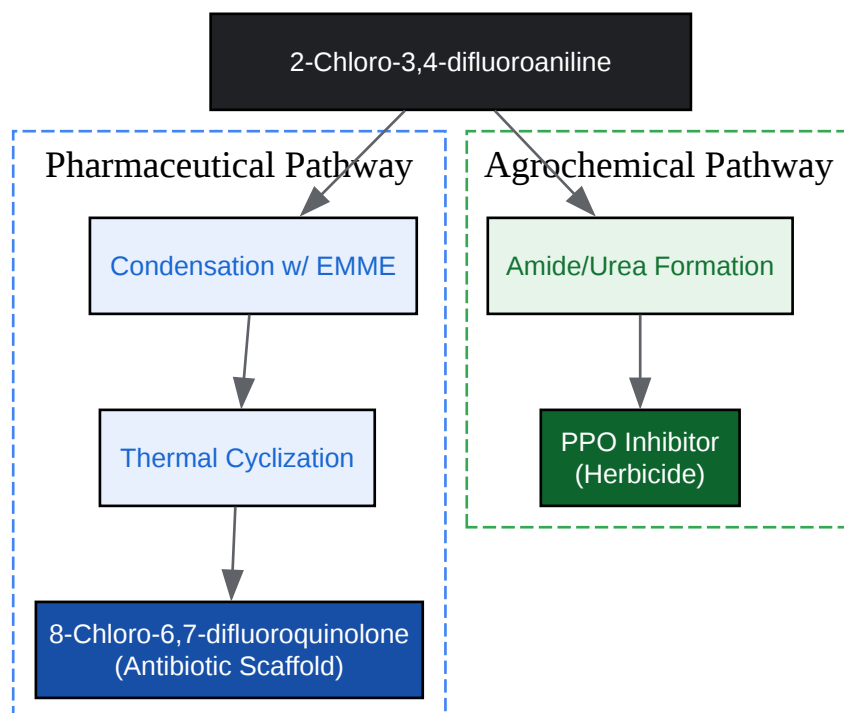 2-Chloro-3,4-difluoroaniline
Pharmaceutical Pathway
Condensation w/ EMME
Thermal Cyclization
8-Chloro-6,7-difluoroquinolone
(Antibiotic Scaffold)
Agrochemical Pathway
Amide/Urea Formation
PPO Inhibitor
(Herbicide)